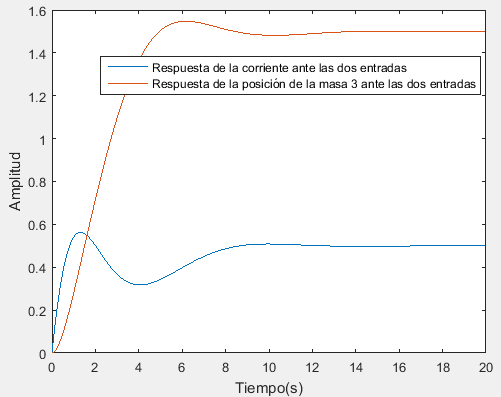 1.6
1.4
1.2
1
0.8
0.6
0.4
0.2
0
Amplitud
Respuesta de la corriente ante las dos entradas
Respuesta de la posición de la masa 3 ante las dos entradas
0 2 4 6 8 10 12 14 16 18 20
Tiempo(s)